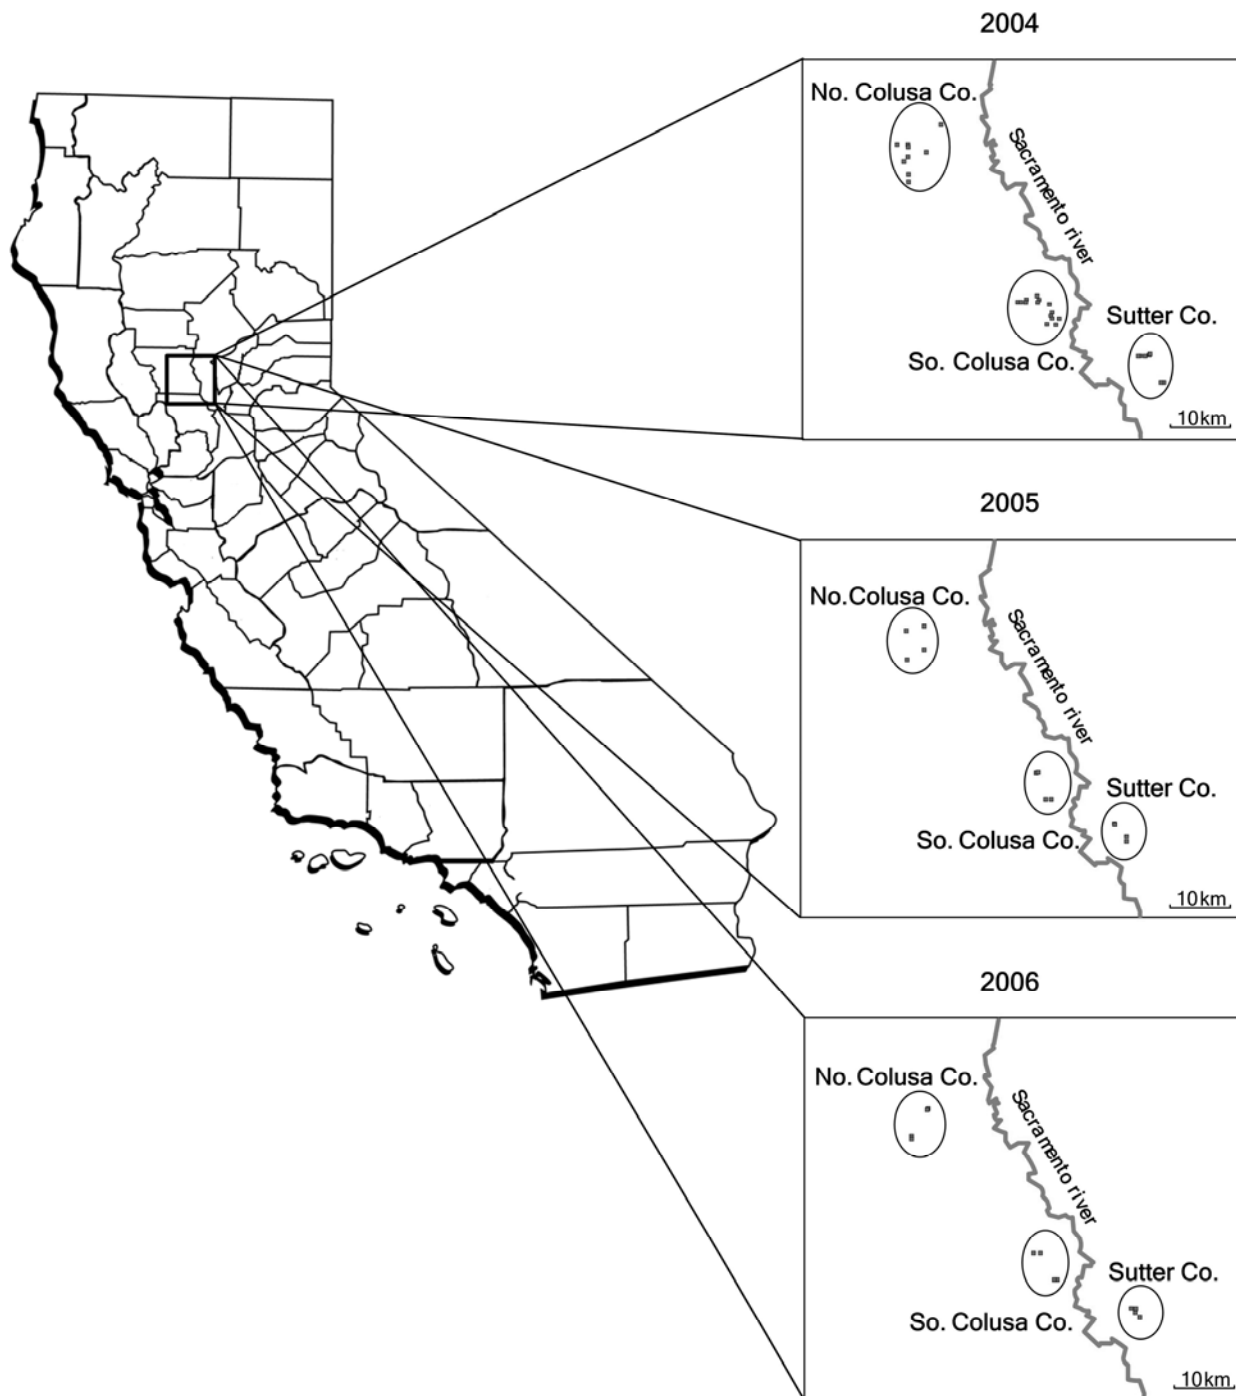 2004
No. Colusa Co.
Sacramento river
Sutter Co.
So. Colusa Co.
10km
2005
No.Colusa Co.
Sacramento river
Sutter Co.
So. Colusa Co.
10km
2006
No. Colusa Co.
Sacramento river
Sutter Co.
So. Colusa Co.
10km